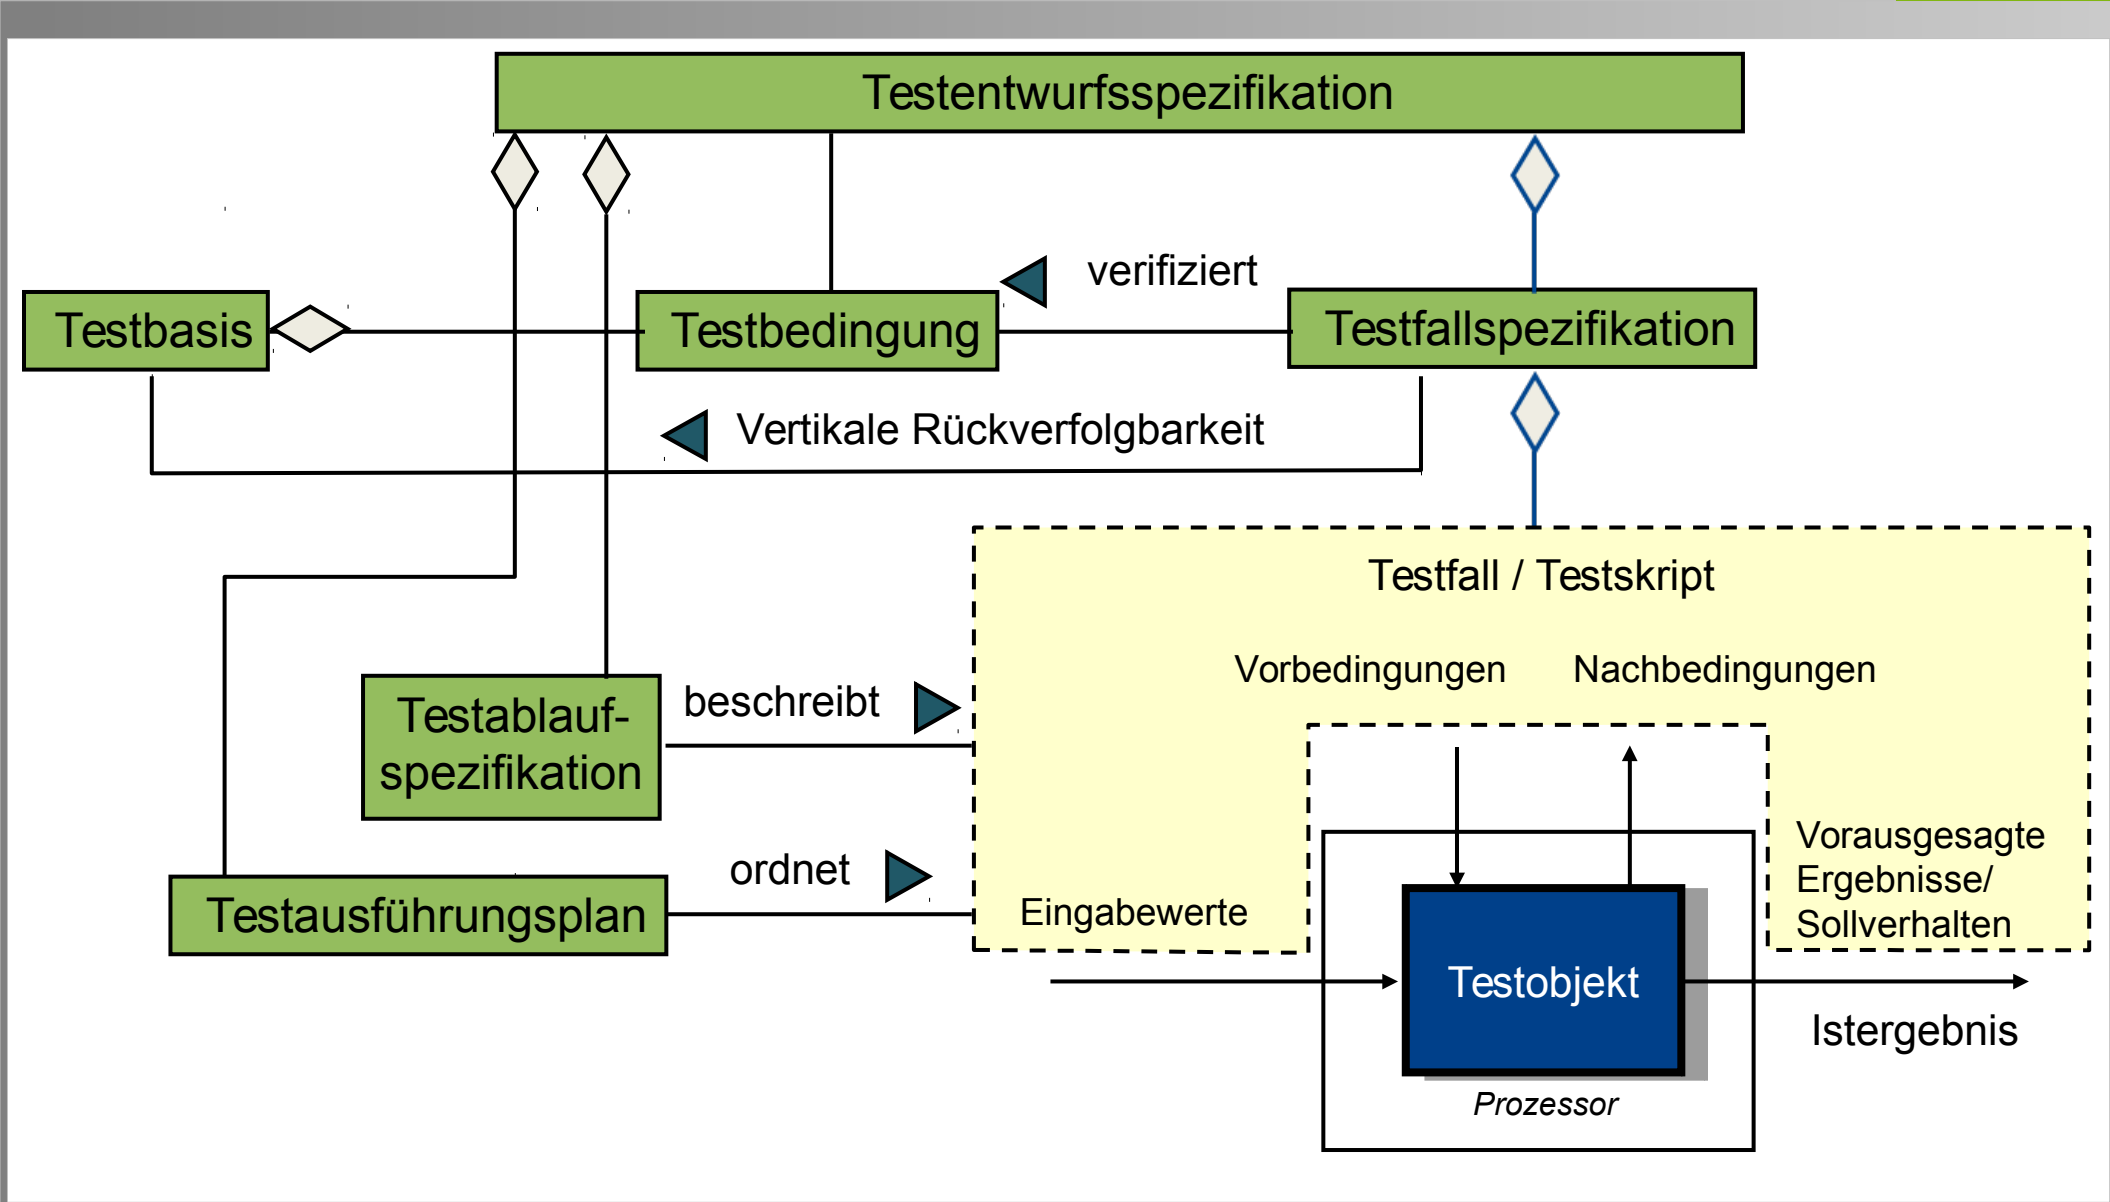 Testentwurfsspezifikation
verifiziert
Testbasis
Testbedingung
Testfallspezifikation
Vertikale Rückverfolgbarkeit
Testfall / Testskript
Vorbedingungen
Nachbedingungen
Testablauf-
spezifikation
beschreibt
ordnet
Testausführungsplan
Eingabewerte
Vorausgesagte
Ergebnisse/
Sollverhalten
Testobjekt
Istergebnis
Prozessor